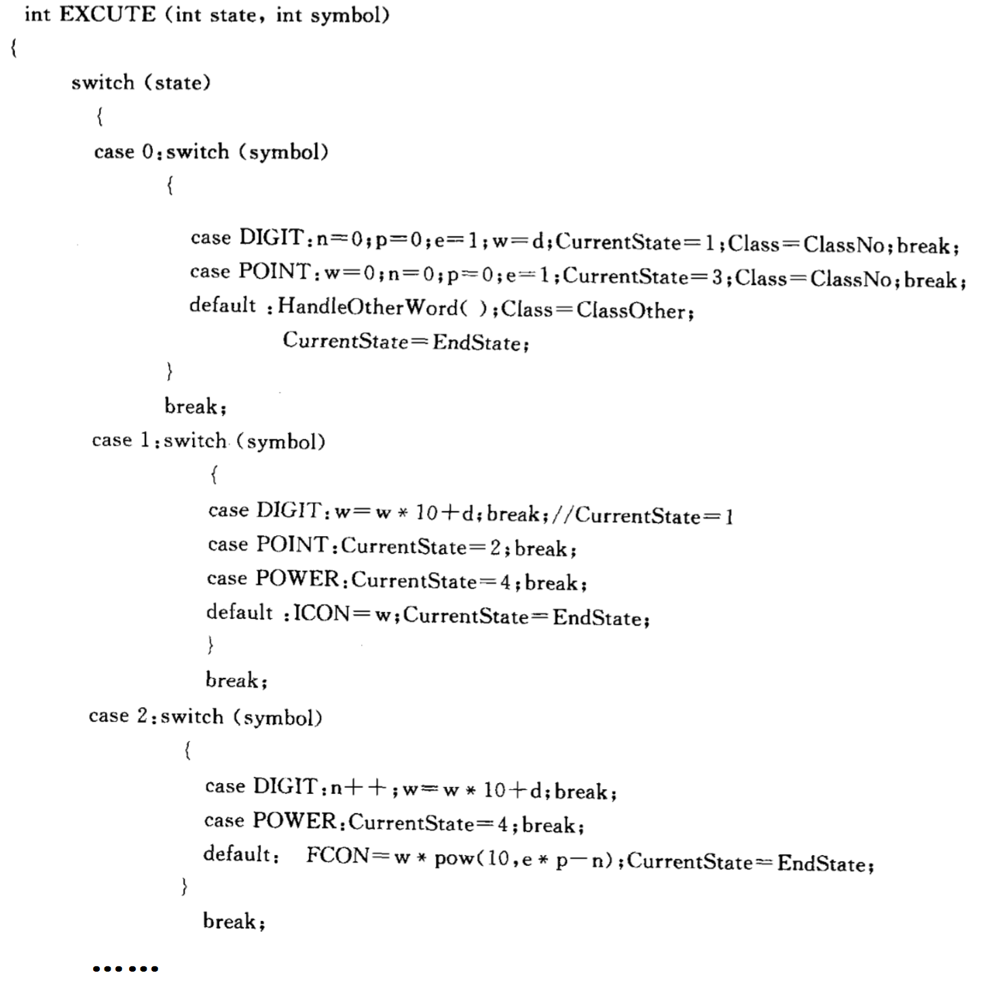 int EXCUTE (int state, int symbol)
{
switch (state)
{
case 0:switch (symbol)
{
case DIGIT:n=0;p=0;e=1;w=d;CurrentState=1;Class=ClassNo;break;
case POINT:w=0;n=0;p=0;e=1;CurrentState=3;Class=ClassNo;break;
default :HandleOtherWord( );Class=ClassOther;
CurrentState=EndState;
}
break;
case 1:switch (symbol)
{
case DIGIT:w=w * 10+d;break;//CurrentState=1
case POINT:CurrentState=2;break;
case POWER:CurrentState=4;break;
default :ICON=w;CurrentState=EndState;
}
break;
case 2:switch (symbol)
{
case DIGIT:n++;w=w * 10+d;break;
case POWER:CurrentState=4;break;
default: FCON=w * pow(10,e * p-n);CurrentState=EndState;
}
break;
……